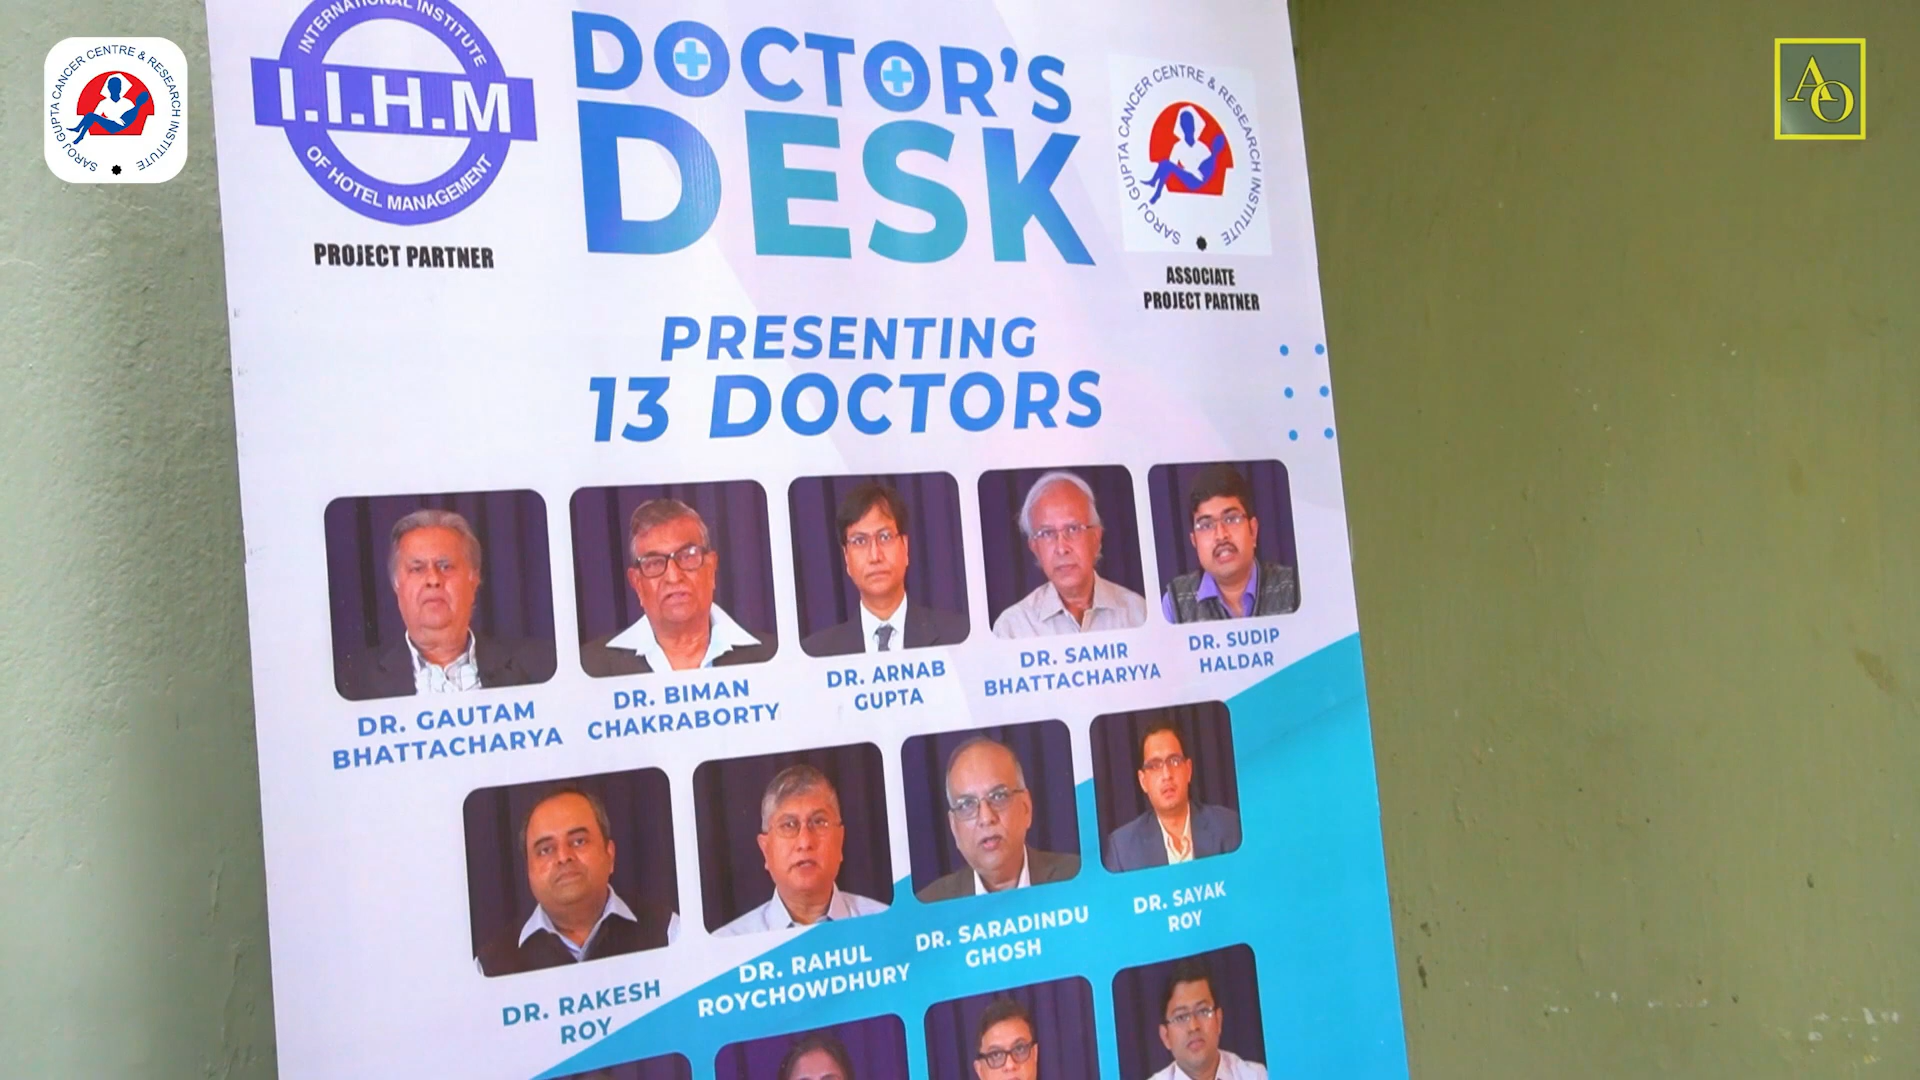 SAROJ GUPTA CANCER CENTRE & RESEARCH INSTITUTE
AO
INTERNATIONAL INSTITUTE
I.I.H.M
OF HOTEL MANAGEMENT
PROJECT PARTNER
DOCTOR'S
DESK
SAROJ GUPTA CANCER CENTRE & RESEARCH INSTITUTE
ASSOCIATE
PROJECT PARTNER
PRESENTING
13 DOCTORS
DR. GAUTAM
BHATTACHARYA
DR. BIMAN
CHAKRABORTY
DR. ARNAB
GUPTA
DR. SAMIR
BHATTACHARYYA
DR. SUDIP
HALDAR
DR. RAKESH
ROY
DR. RAHUL
ROYCHOWDHURY
DR. SARADINDU
GHOSH
DR. SAYAK
ROY